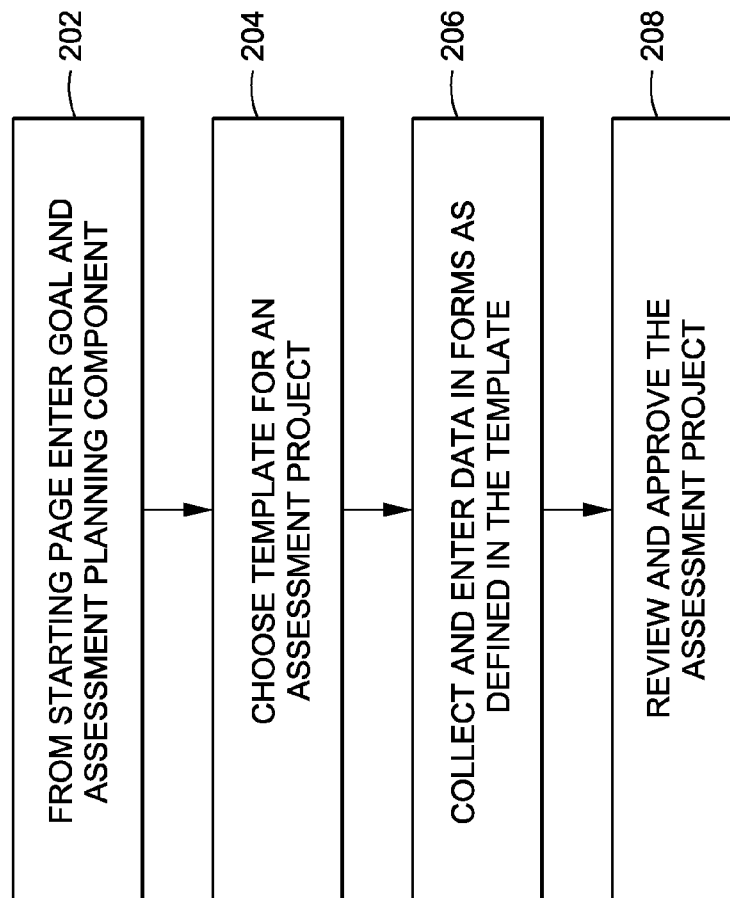 202
FROM STARTING PAGE ENTER GOAL AND
ASSESSMENT PLANNING COMPONENT
204
CHOOSE TEMPLATE FOR AN
ASSESSMENT PROJECT
206
COLLECT AND ENTER DATA IN FORMS AS
DEFINED IN THE TEMPLATE
208
REVIEW AND APPROVE THE
ASSESSMENT PROJECT